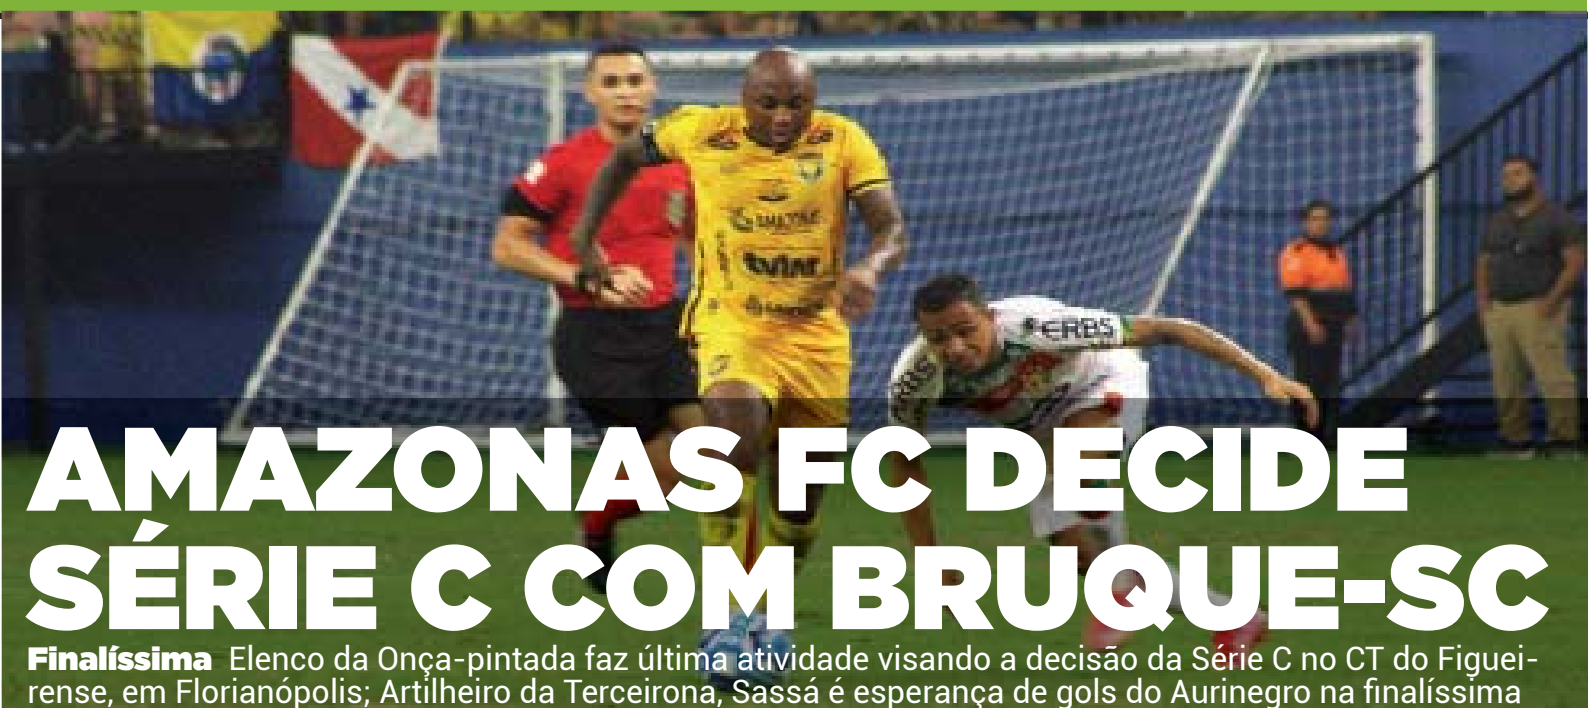 ERBS
AMAZONAS FC DECIDE
SÉRIE C COM BRUQUE-SC
Finalíssima Elenco da Onça-pintada faz última atividade visando a decisão da Série C no CT do Figuei-
rense, em Florianópolis; Artilheiro da Terceirona, Sassá é esperança de gols do Aurinegro na finalíssima